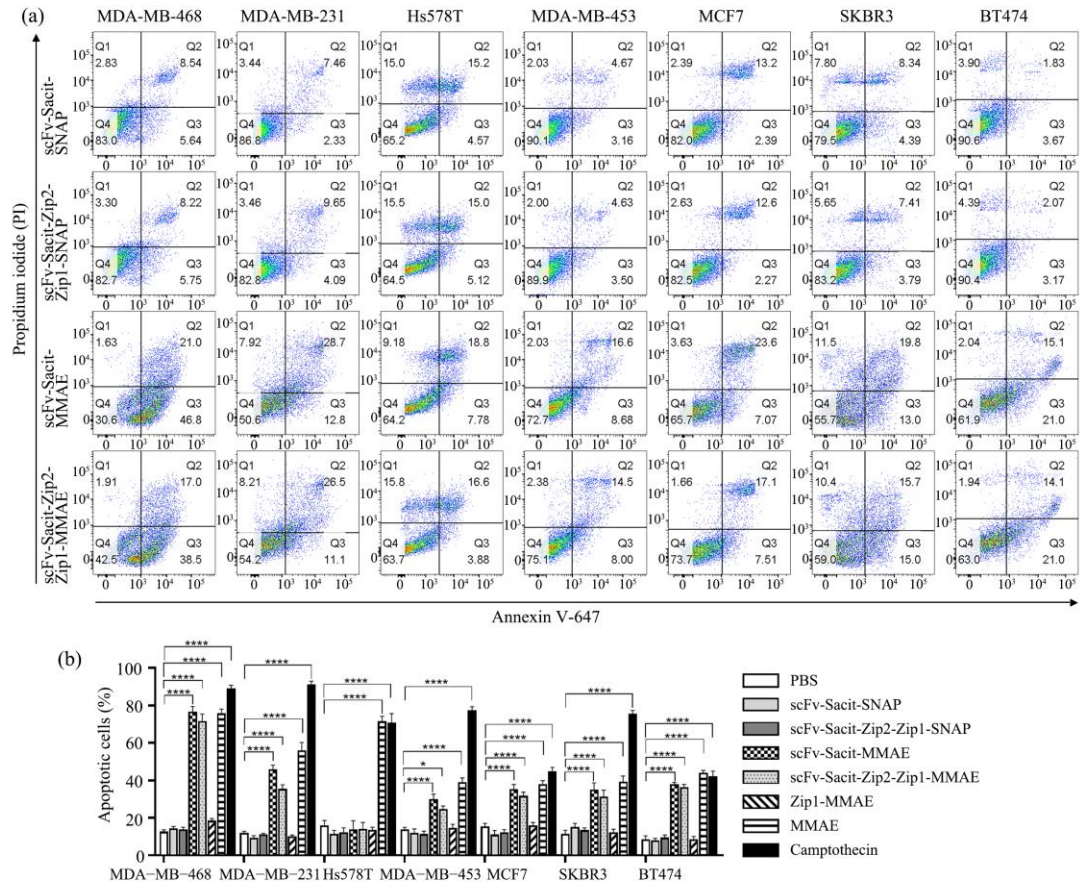 (a)
MDA-MB-468 MDA-MB-231 Hs578T MDA-MB-453 MCF7 SKBR3 BT474
Propidium iodide (PI)
scFv-Sacit-
SNAP
Q1 Q2 Q1 Q2 Q1 Q2 Q1 Q2 Q1 Q2 Q1 Q2 Q1 Q2
2.83 8.54 3.44 7.46 15.0 15.2 2.03 4.67 2.39 13.2 7.80 8.34 3.90 1.83
Q4 Q3 Q4 Q3 Q4 Q3 Q4 Q3 Q4 Q3 Q4 Q3 Q4 Q3
83.0 5.64 86.8 2.33 65.2 4.57 90.1 3.16 82.0 2.39 79.5 4.39 90.6 3.67
scFv-Sacit-Zip2-
Zip1-SNAP
Q1 Q2 Q1 Q2 Q1 Q2 Q1 Q2 Q1 Q2 Q1 Q2 Q1 Q2
3.30 8.22 3.46 9.65 15.5 15.0 2.00 4.63 2.63 12.6 5.65 7.41 4.39 2.07
Q4 Q3 Q4 Q3 Q4 Q3 Q4 Q3 Q4 Q3 Q4 Q3 Q4 Q3
82.7 5.75 82.8 4.09 64.5 5.12 89.9 3.50 82.5 2.27 83.2 3.79 90.4 3.17
scFv-Sacit-
MMAE
Q1 Q2 Q1 Q2 Q1 Q2 Q1 Q2 Q1 Q2 Q1 Q2 Q1 Q2
1.63 21.0 7.92 28.7 9.18 18.8 2.03 16.6 3.63 23.6 11.5 19.8 2.04 15.1
Q4 Q3 Q4 Q3 Q4 Q3 Q4 Q3 Q4 Q3 Q4 Q3 Q4 Q3
30.6 46.8 50.6 12.8 64.2 7.78 72.7 8.68 65.7 7.07 55.7 13.0 61.9 21.0
scFv-Sacit-Zip2-
Zip1-MMAE
Q1 Q2 Q1 Q2 Q1 Q2 Q1 Q2 Q1 Q2 Q1 Q2 Q1 Q2
1.91 17.0 8.21 26.5 15.8 16.6 2.38 14.5 1.66 17.1 10.4 15.7 1.94 14.1
Q4 Q3 Q4 Q3 Q4 Q3 Q4 Q3 Q4 Q3 Q4 Q3 Q4 Q3
42.5 38.5 54.2 11.1 63.7 3.88 75.1 8.00 73.7 7.51 59.0 15.0 63.0 21.0
0 10³ 10⁴ 10⁵
Annexin V-647
(b)
Apoptotic cells (%)
100
80
60
40
20
0
**** **** **** ****
**** **** **** ****
**** ****
**** **** * ****
**** **** **** ****
**** **** **** ****
**** **** **** ****
MDA−MB−468 MDA−MB−231 Hs578T MDA−MB−453 MCF7 SKBR3 BT474
PBS
scFv-Sacit-SNAP
scFv-Sacit-Zip2-Zip1-SNAP
scFv-Sacit-MMAE
scFv-Sacit-Zip2-Zip1-MMAE
Zip1-MMAE
MMAE
Camptothecin